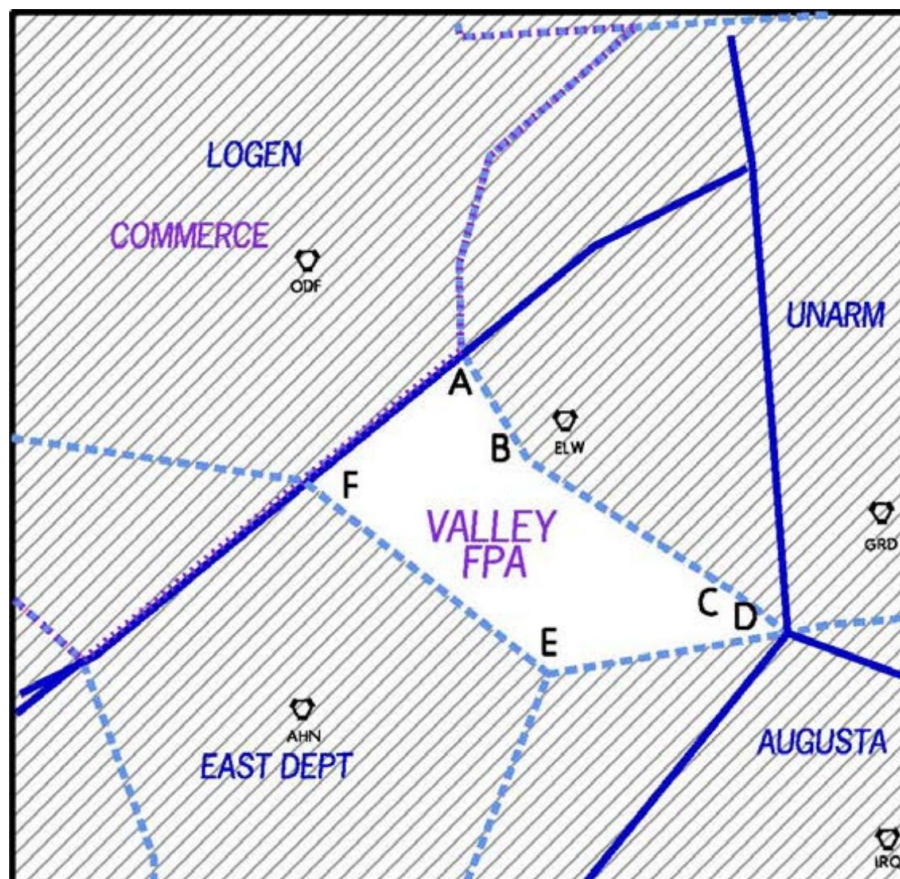 LOGEN
COMMERCE
ODF
UNARM
A
B
ELW
F
VALLEY
FPA
GRD
C
D
E
AHN
EAST DEPT
AUGUSTA
IRQ